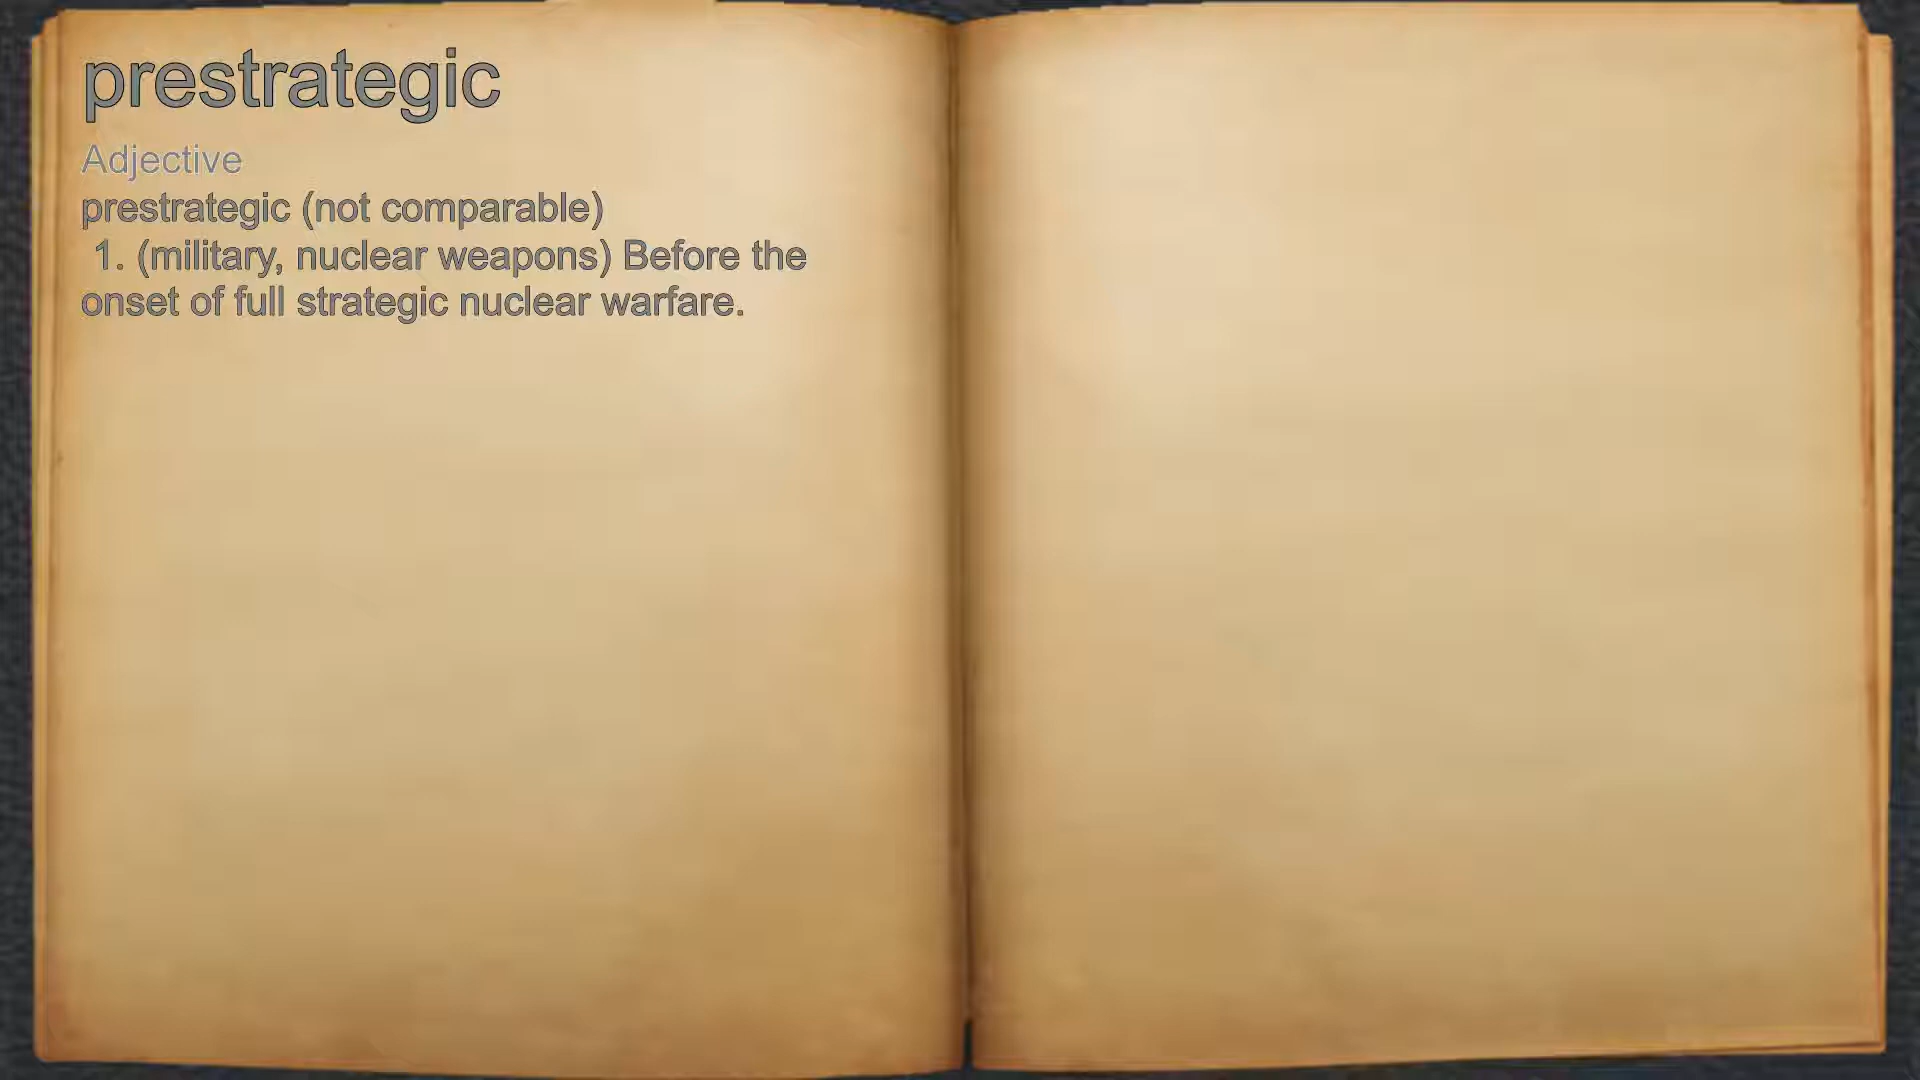 prestrategic
Adjective
prestrategic (not comparable)
1. (military, nuclear weapons) Before the
onset of full strategic nuclear warfare.